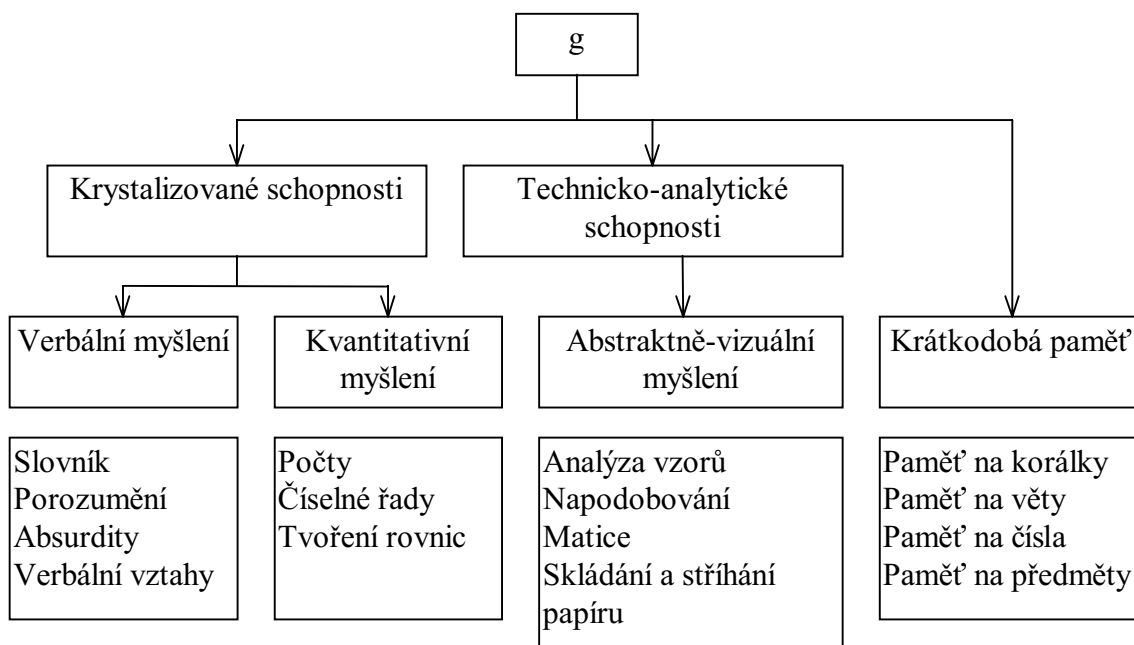 g
Krystalizované schopnosti
Technicko-analytické
schopnosti
Verbální myšlení
Kvantitativní
myšlení
Abstraktně-vizuální
myšlení
Krátkodobá paměť
Slovník
Porozumění
Absurdity
Verbální vztahy
Počty
Číselné řady
Tvoření rovnic
Analýza vzorů
Napodobování
Matice
Skládání a stříhání
papíru
Paměť na korálky
Paměť na věty
Paměť na čísla
Paměť na předměty